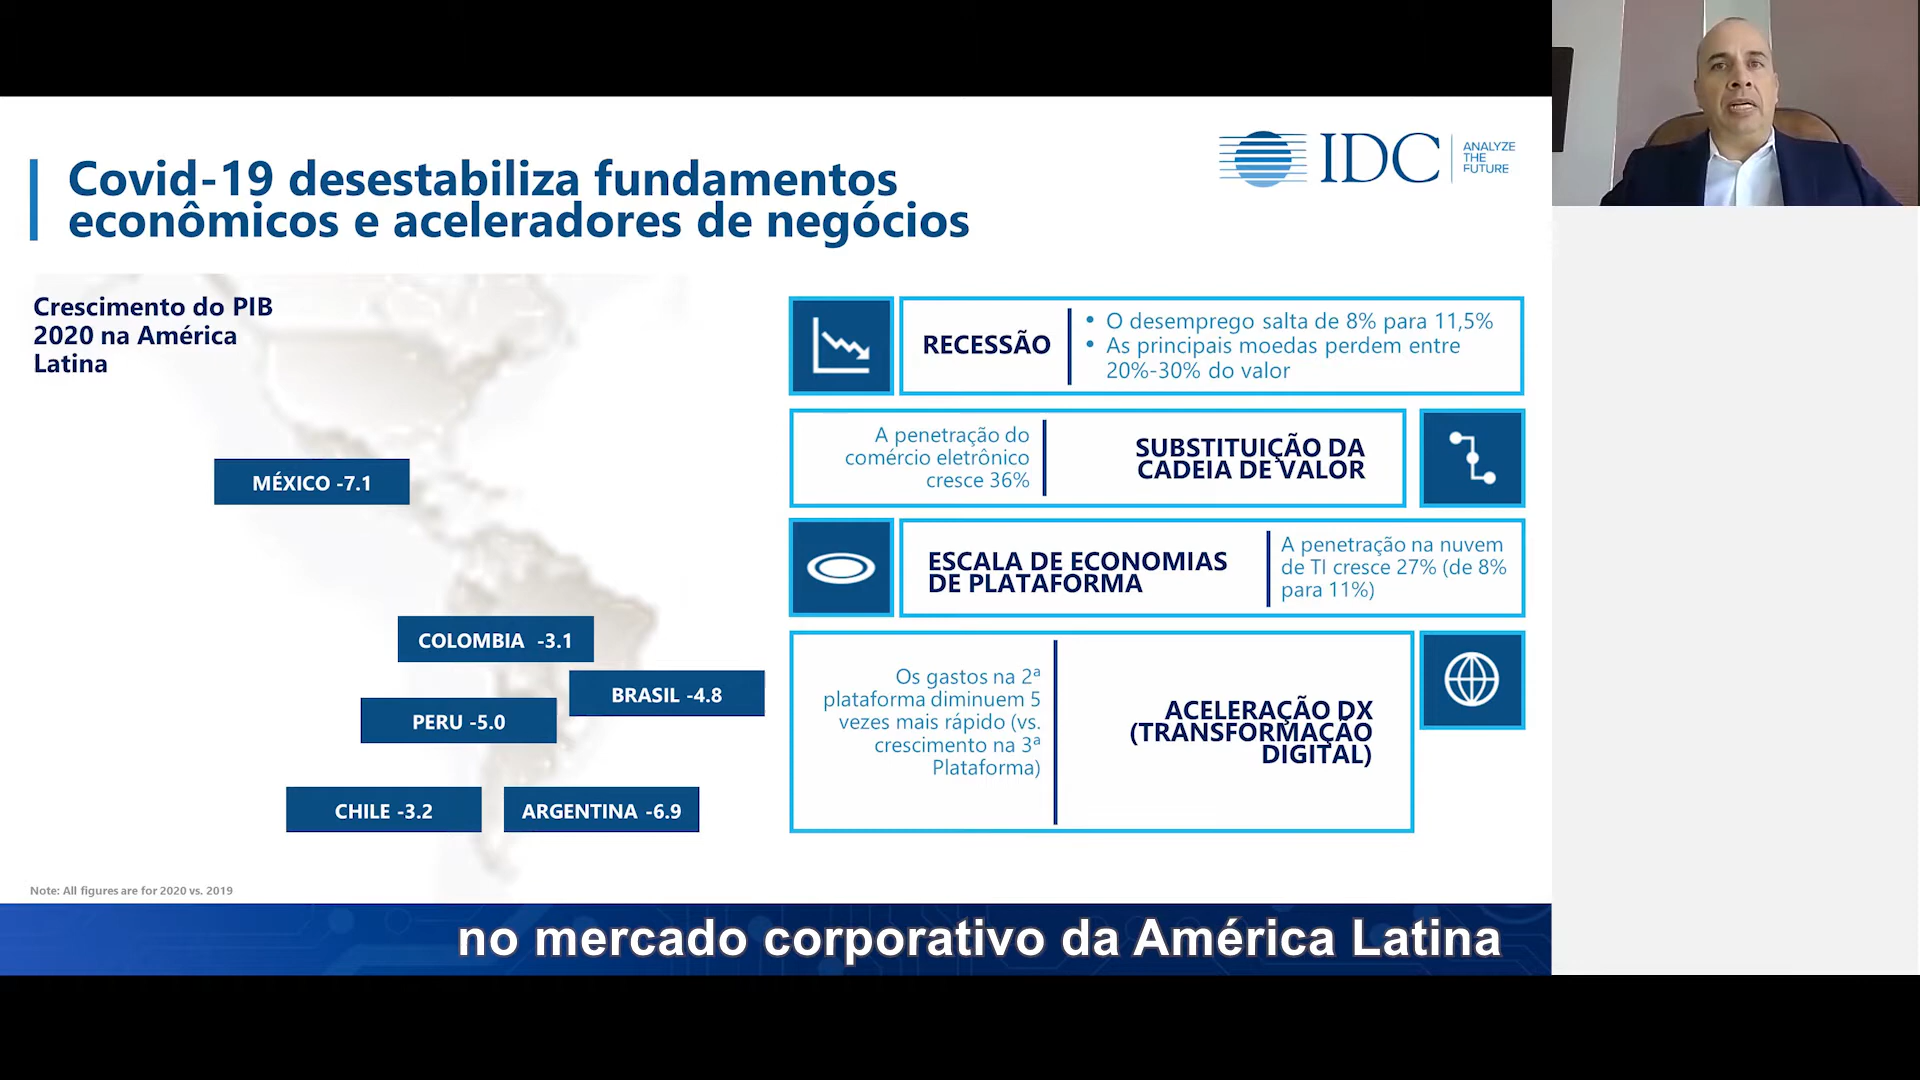 Covid-19 desestabiliza fundamentos
econômicos e aceleradores de negócios
IDC
ANALYZE
THE
FUTURE
Crescimento do PIB
2020 na América
Latina
MÉXICO -7.1
COLOMBIA -3.1
BRASIL -4.8
PERU -5.0
CHILE -3.2
ARGENTINA -6.9
RECESSÃO
• O desemprego salta de 8% para 11,5%
• As principais moedas perdem entre
20%-30% do valor
A penetração do
comércio eletrônico
cresce 36%
SUBSTITUIÇÃO DA
CADEIA DE VALOR
ESCALA DE ECONOMIAS
DE PLATAFORMA
A penetração na nuvem
de TI cresce 27% (de 8%
para 11%)
Os gastos na 2ª
plataforma diminuem 5
vezes mais rápido (vs.
crescimento na 3ª
Plataforma)
ACELERAÇÃO DX
(TRANSFORMAÇÃO
DIGITAL)
Note: All figures are for 2020 vs. 2019
no mercado corporativo da América Latina